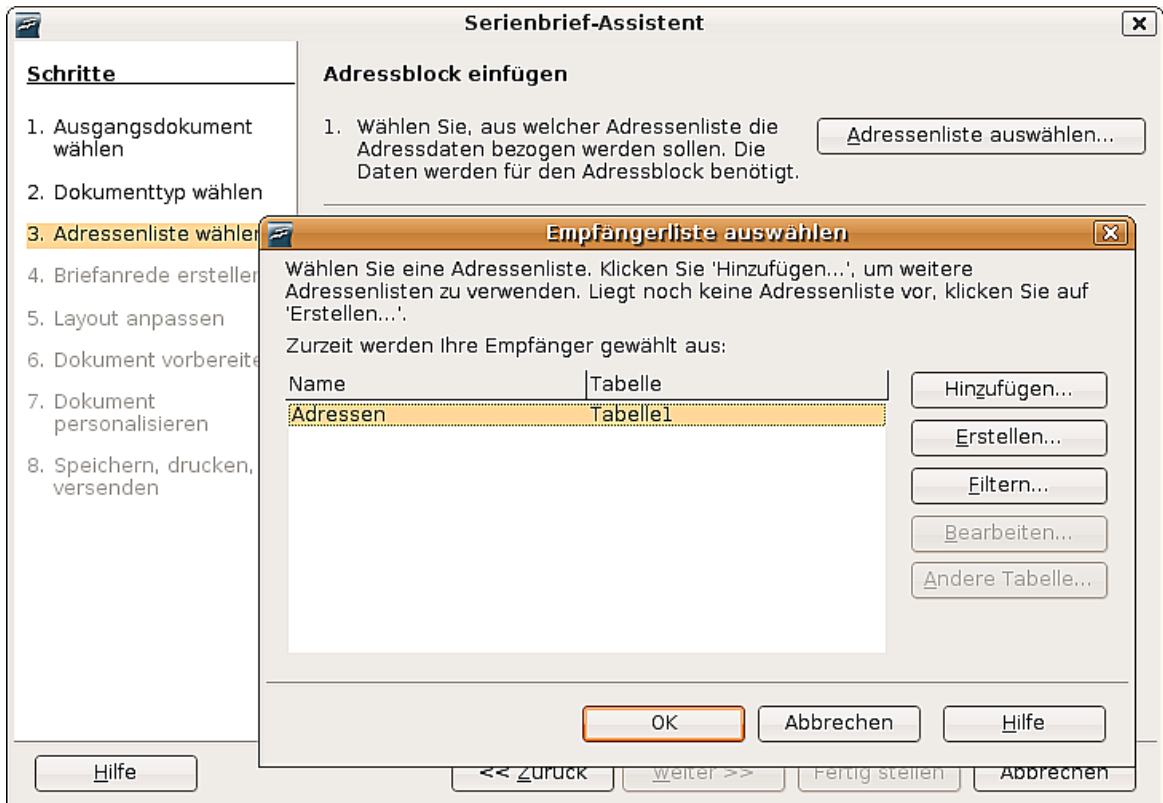 Serienbrief-Assistent
Schritte
1. Ausgangsdokument
wählen
2. Dokumenttyp wählen
3. Adressenliste wählen
4. Briefanrede erstellen
5. Layout anpassen
6. Dokument vorbereite
7. Dokument
personalisieren
8. Speichern, drucken,
versenden
Adressblock einfügen
1. Wählen Sie, aus welcher Adressenliste die
Adressdaten bezogen werden sollen. Die
Daten werden für den Adressblock benötigt.
Adressenliste auswählen...
Empfängerliste auswählen
Wählen Sie eine Adressenliste. Klicken Sie 'Hinzufügen...', um weitere
Adressenlisten zu verwenden. Liegt noch keine Adressenliste vor, klicken Sie auf
'Erstellen...'.
Zurzeit werden Ihre Empfänger gewählt aus:
Name Tabelle
Adressen Tabelle1
Hinzufügen...
Erstellen...
Filtern...
Bearbeiten...
Andere Tabelle...
OK Abbrechen Hilfe
Hilfe << Zurück Weiter >> Fertig stellen Abbrechen